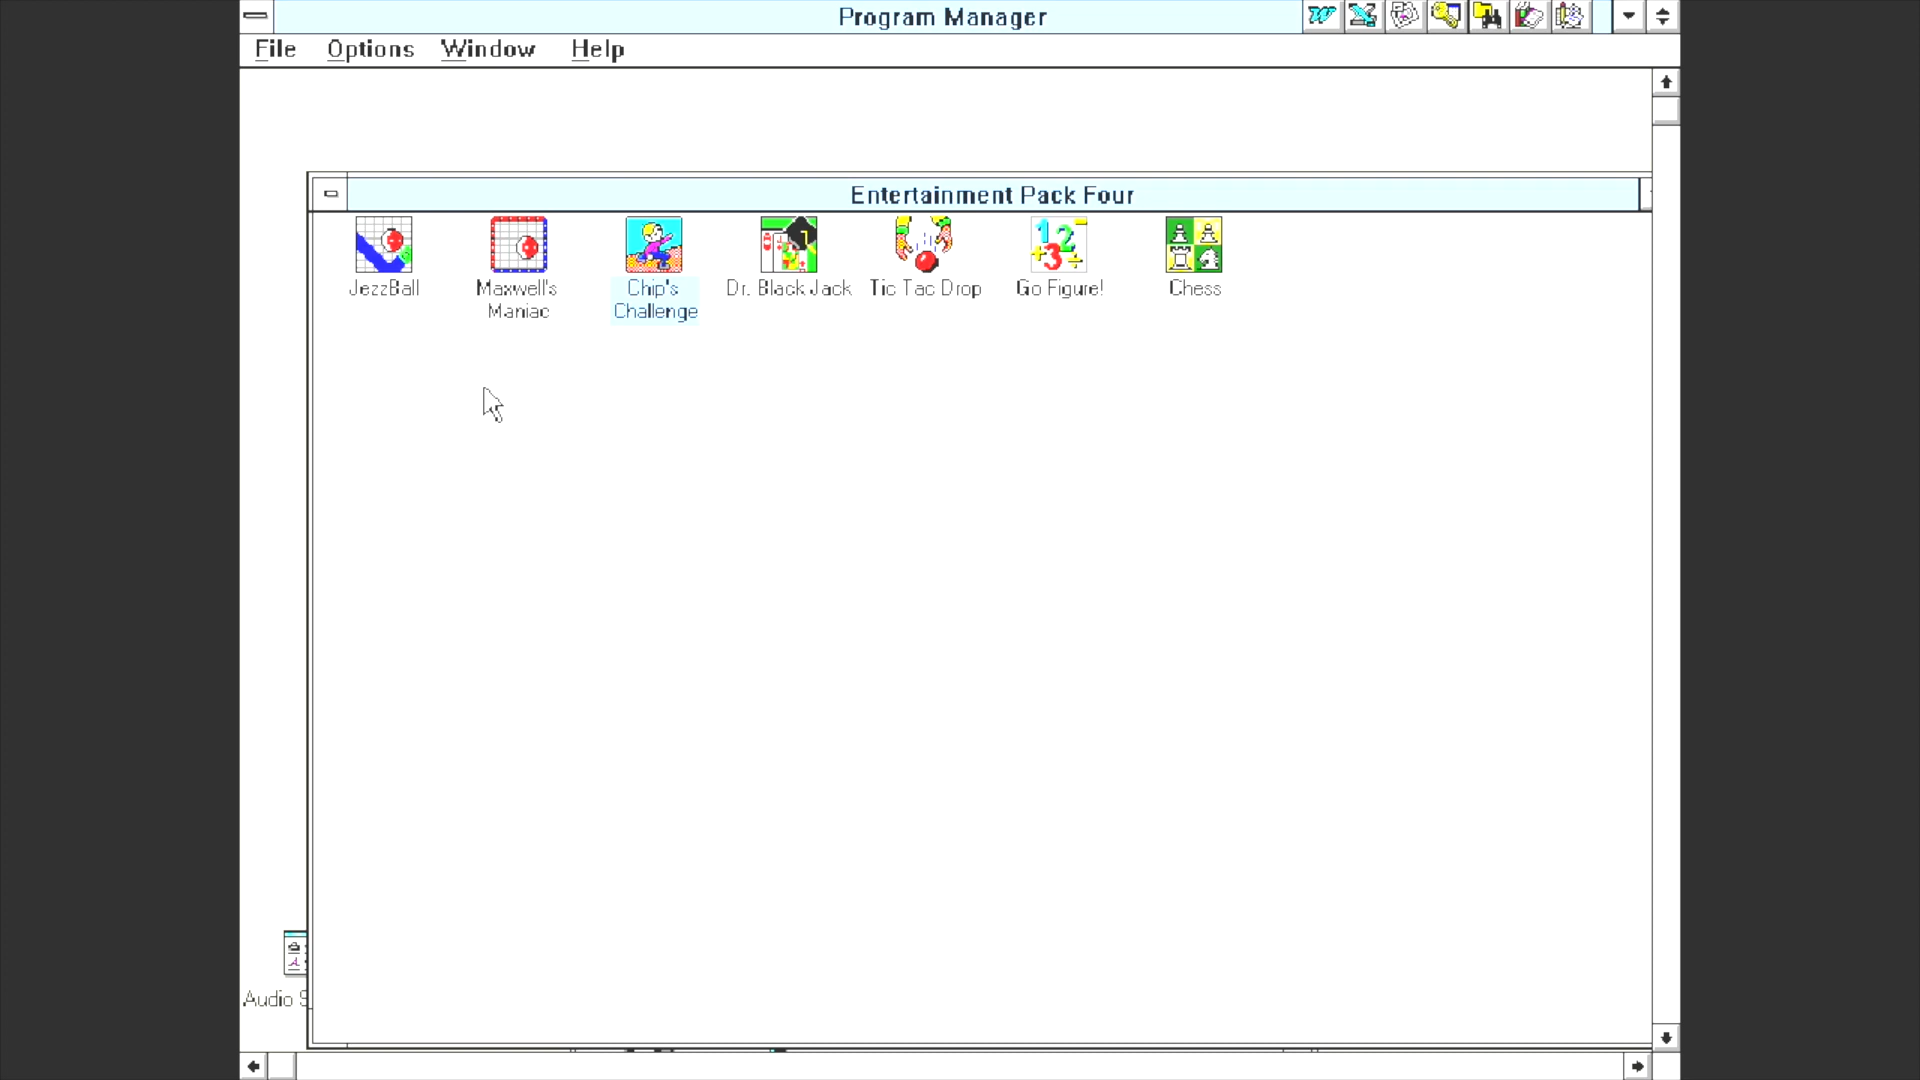 Program Manager
File Options Window Help
Entertainment Pack Four
JezzBall
Maxwell's
Maniac
Chip's
Challenge
Dr. Black Jack
Tic Tac Drop
Go Figure!
Chess
Audio S